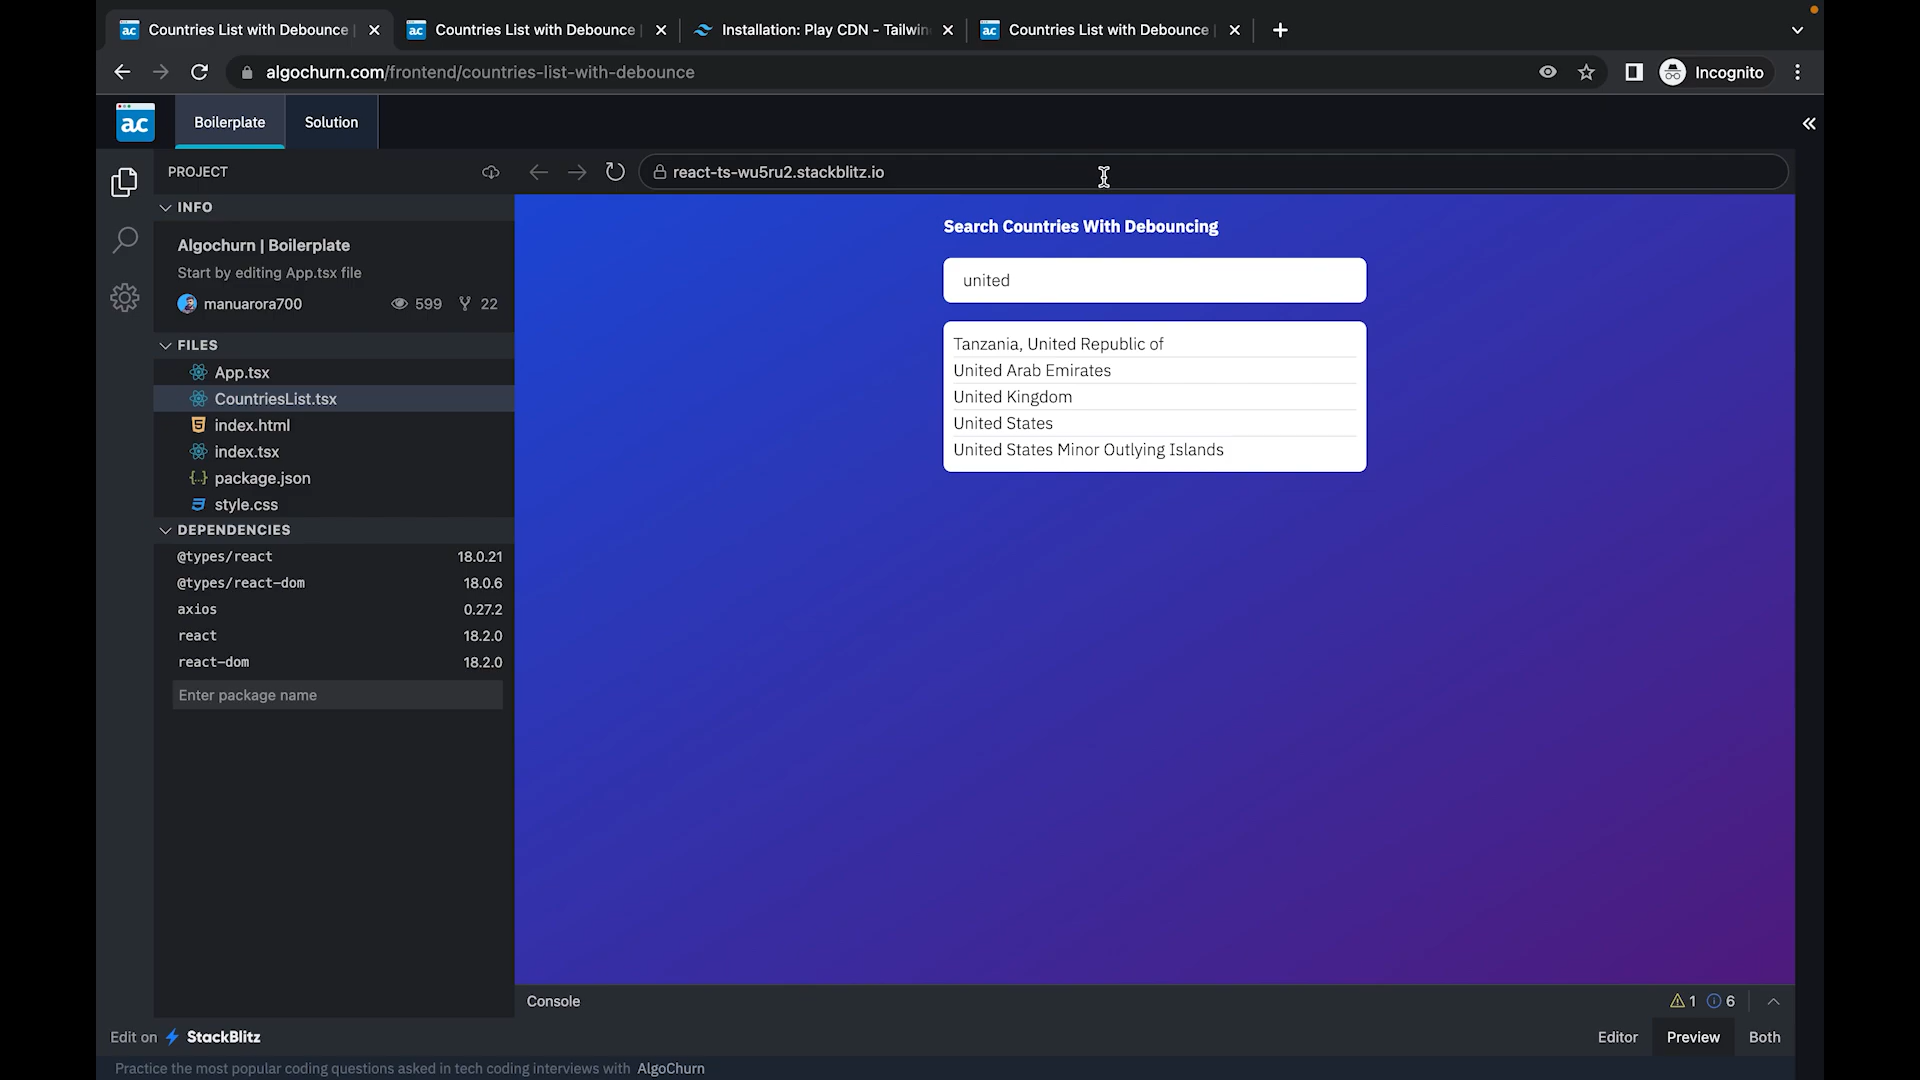 Countries List with Debounce |
Countries List with Debounce
Installation: Play CDN - Tailwin
Countries List with Debounce
algochurn.com/frontend/countries-list-with-debounce
Incognito
ac
Boilerplate
Solution
PROJECT
react-ts-wu5ru2.stackblitz.io
INFO
Algochurn | Boilerplate
Start by editing App.tsx file
manuarora700
599
22
FILES
App.tsx
CountriesList.tsx
index.html
index.tsx
package.json
style.css
DEPENDENCIES
@types/react 18.0.21
@types/react-dom 18.0.6
axios 0.27.2
react 18.2.0
react-dom 18.2.0
Enter package name
Search Countries With Debouncing
united
Tanzania, United Republic of
United Arab Emirates
United Kingdom
United States
United States Minor Outlying Islands
Console
1
6
Edit on StackBlitz
Editor
Preview
Both
Practice the most popular coding questions asked in tech coding interviews with AlgoChurn